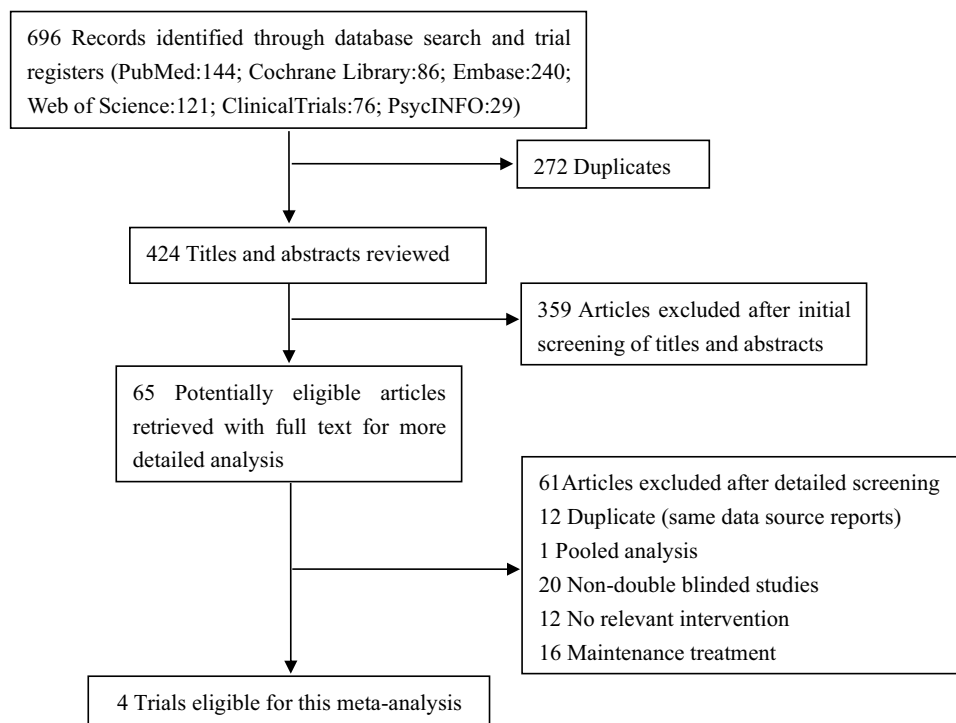 696 Records identified through database search and trial
registers (PubMed:144; Cochrane Library:86; Embase:240;
Web of Science:121; ClinicalTrials:76; PsycINFO:29)
272 Duplicates
424 Titles and abstracts reviewed
359 Articles excluded after initial
screening of titles and abstracts
65 Potentially eligible articles
retrieved with full text for more
detailed analysis
61Articles excluded after detailed screening
12 Duplicate (same data source reports)
1 Pooled analysis
20 Non-double blinded studies
12 No relevant intervention
16 Maintenance treatment
4 Trials eligible for this meta-analysis